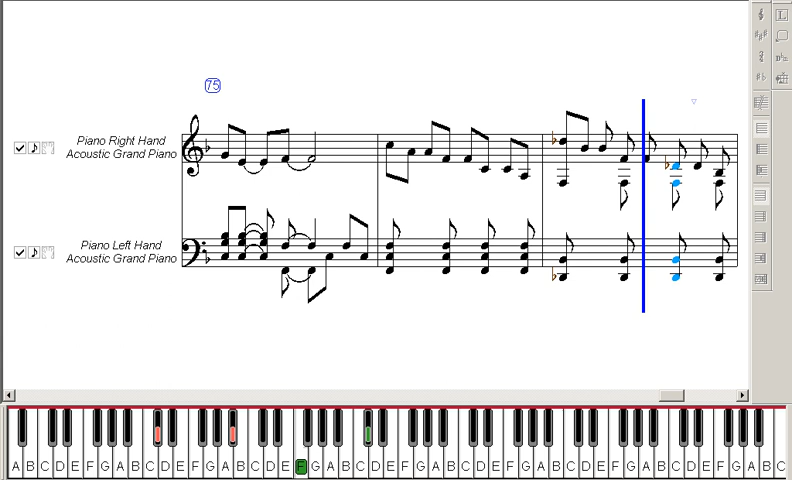 75
Piano Right Hand
Acoustic Grand Piano
Piano Left Hand
Acoustic Grand Piano
L
A B C D E F G A B C D E F G A B C D E F G A B C D E F G A B C D E F G A B C D E F G A B C D E F G A B C